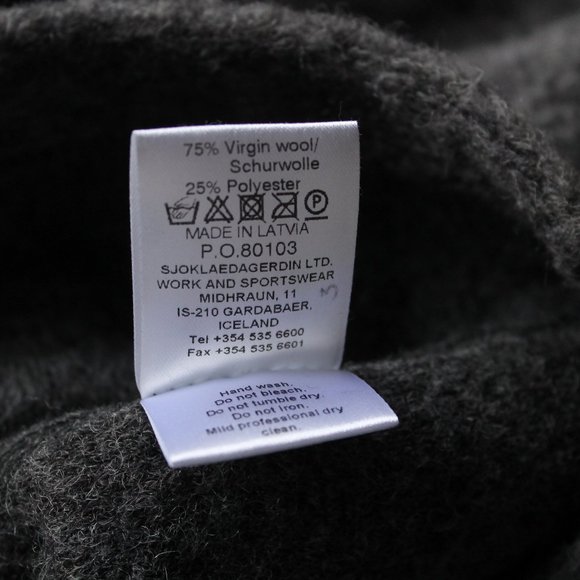 75% Virgin wool/
Schurwolle
25% Polyester
P
MADE IN LATVIA
P.O.80103
SJOKLAEDAGERDIN LTD.
WORK AND SPORTSWEAR
MIDHRAUN, 11
IS-210 GARDABAER,
ICELAND
Tel +354 535 6600
Fax +354 535 6601
Hand wash.
Do not bleach.
Do not tumble dry.
Do not iron.
Mild professional dry
clean.